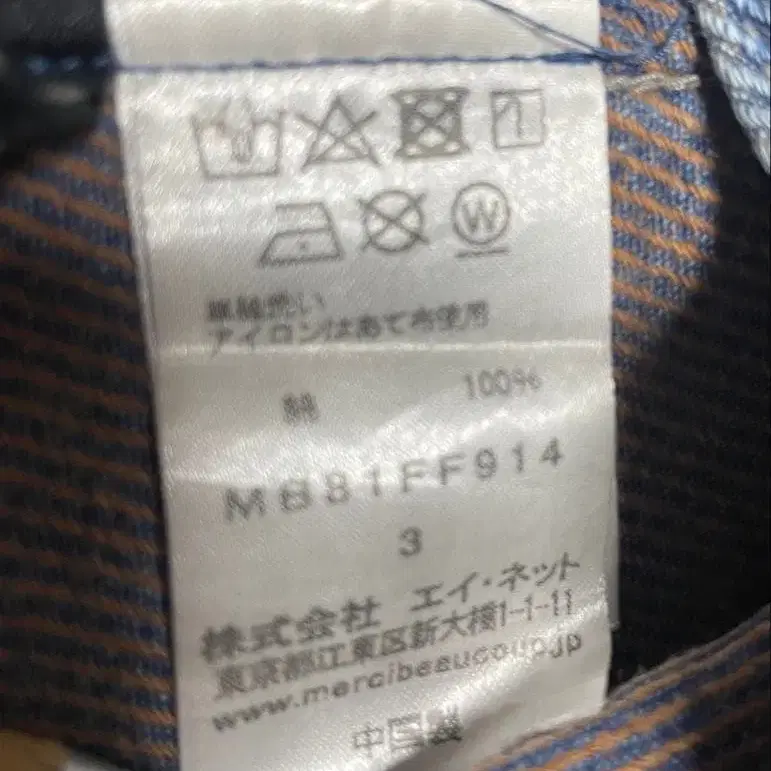 W
単独洗い
アイロンはあて布使用
綿 100%
MB81FF914
3
株式会社 エイ・ネット
東京都江東区新大橋1-1-11
www.mercibeaucoup.jp
中国製